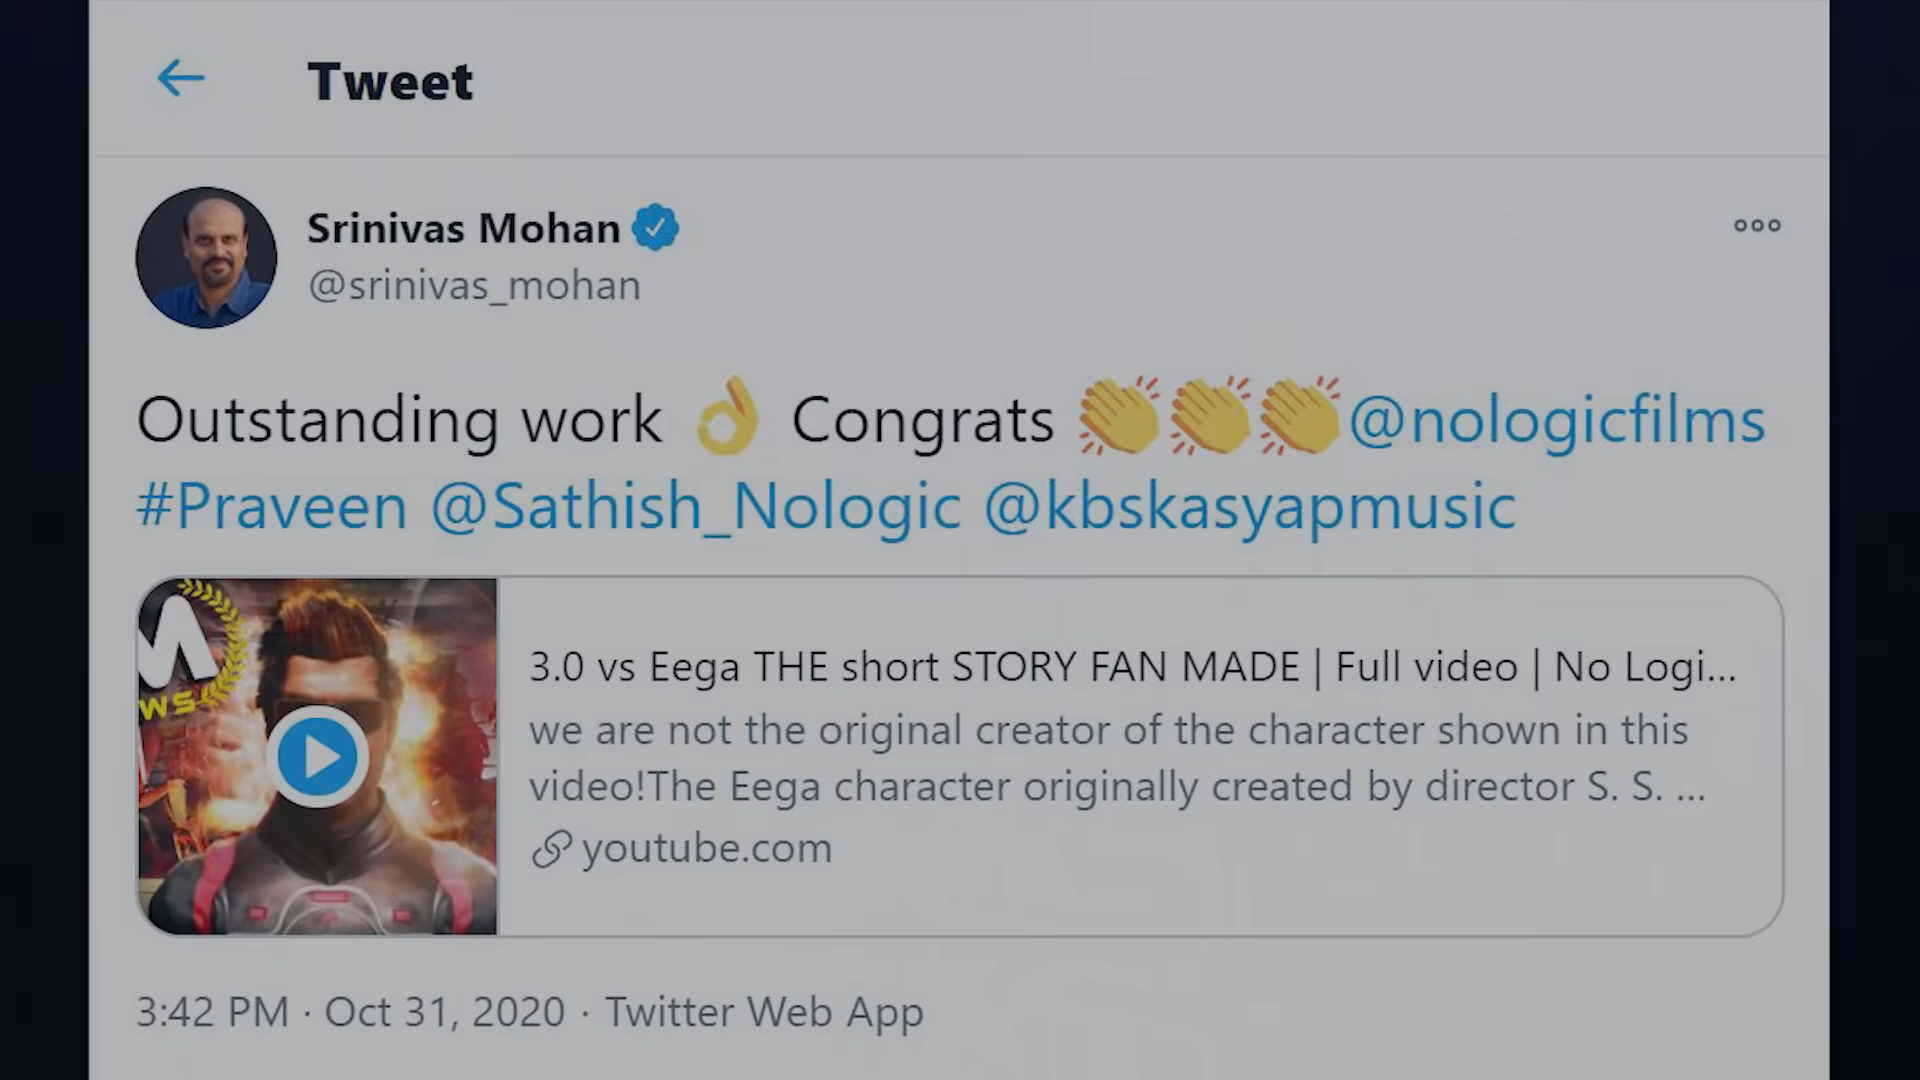 Tweet
Srinivas Mohan
@srinivas_mohan
Outstanding work 👌 Congrats 👏👏👏@nologicfilms
#Praveen @Sathish_Nologic @kbskasyapmusic
3.0 vs Eega THE short STORY FAN MADE | Full video | No Logi...
we are not the original creator of the character shown in this
video!The Eega character originally created by director S. S. ...
youtube.com
M
WS
3:42 PM · Oct 31, 2020 · Twitter Web App